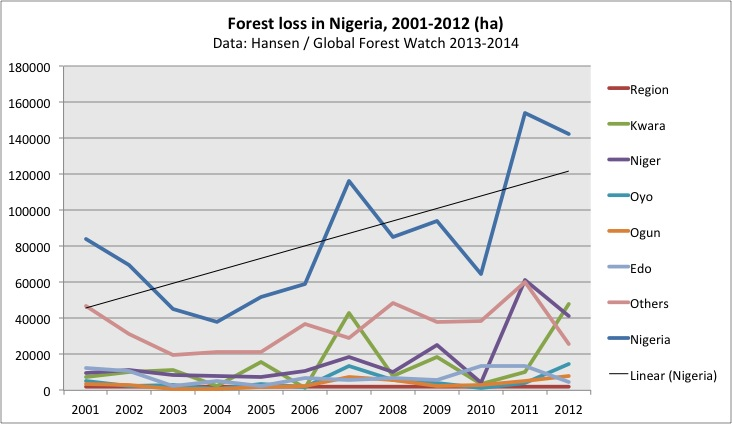 Forest loss in Nigeria, 2001-2012 (ha)
Data: Hansen / Global Forest Watch 2013-2014
180000
160000
140000
120000
100000
80000
60000
40000
20000
0
2001 2002 2003 2004 2005 2006 2007 2008 2009 2010 2011 2012
Region
Kwara
Niger
Oyo
Ogun
Edo
Others
Nigeria
Linear (Nigeria)